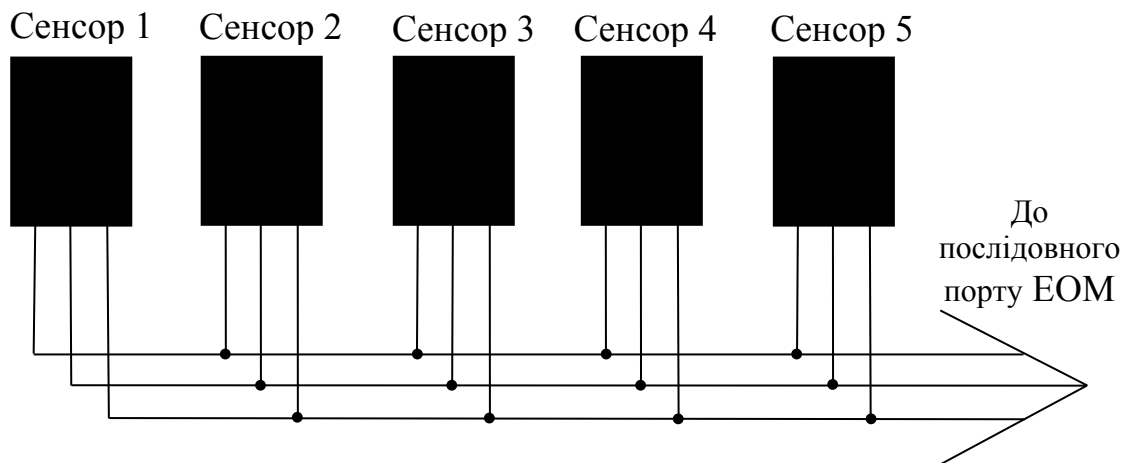 Сенсор 1 Сенсор 2 Сенсор 3 Сенсор 4 Сенсор 5
До
послідовного
порту ЕОМ